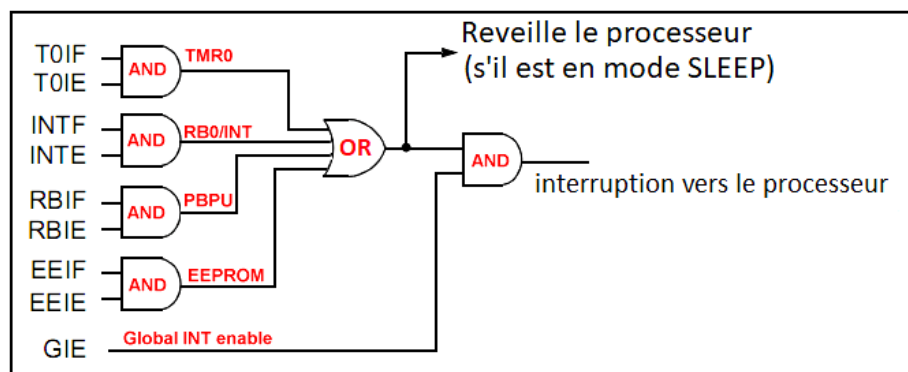 T0IF
T0IE
AND
TMR0
INTF
INTE
AND
RB0/INT
RBIF
RBIE
AND
PBPU
EEIF
EEIE
AND
EEPROM
GIE
Global INT enable
OR
Reveille le processeur
(s'il est en mode SLEEP)
AND
interruption vers le processeur